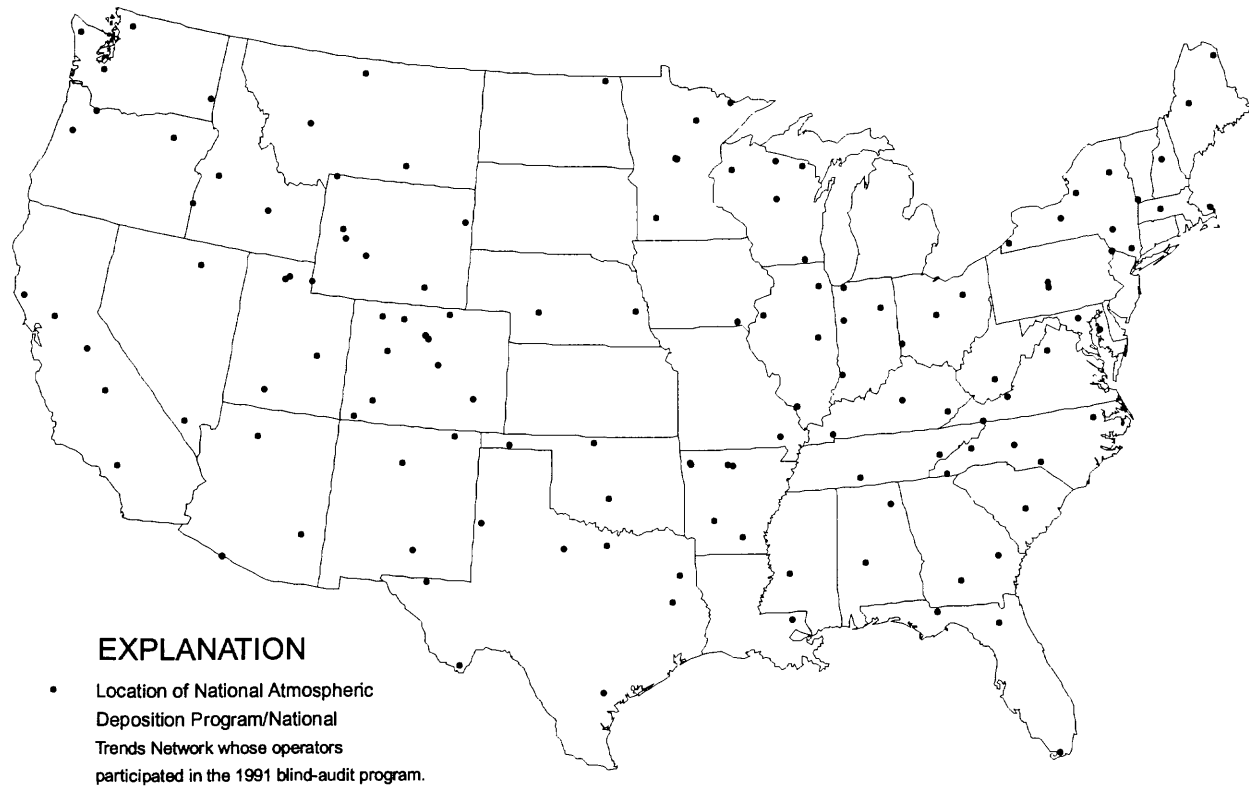 EXPLANATION
Location of National Atmospheric
Deposition Program/National
Trends Network whose operators
participated in the 1991 blind-audit program.